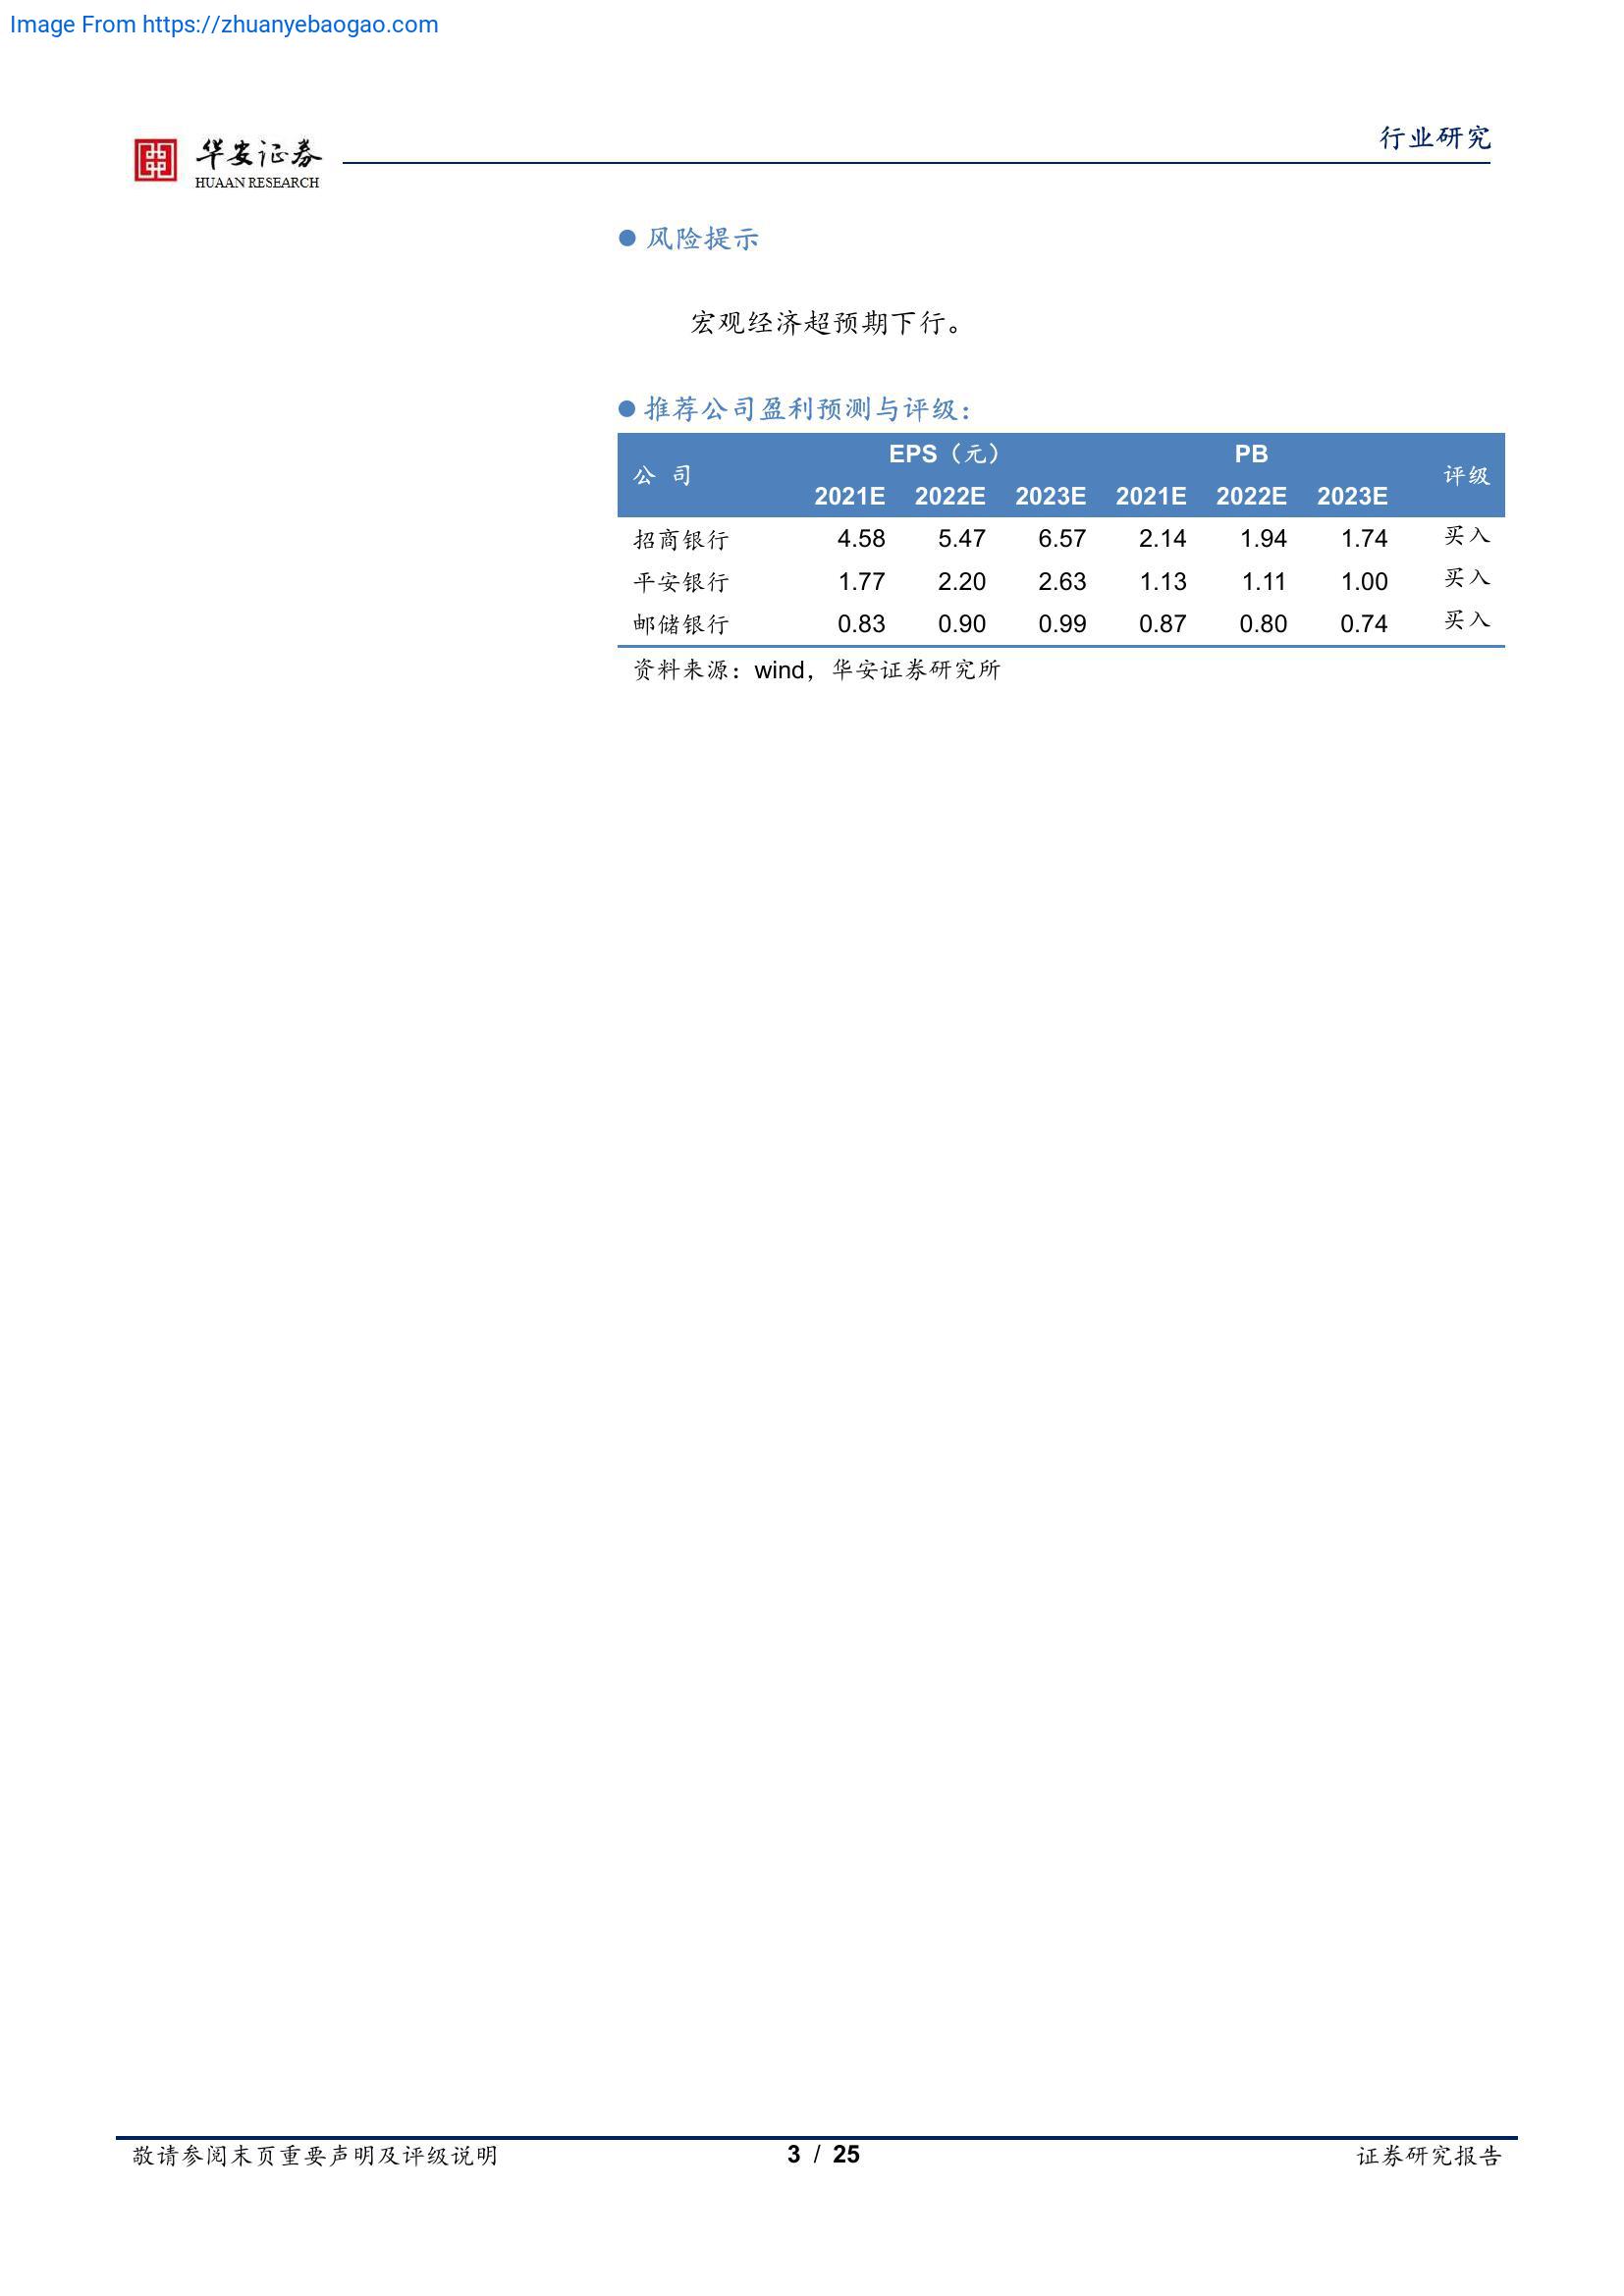 Image From https://zhuanyebaogao.com
华安证券
HUAAN RESEARCH
行业研究
● 风险提示
宏观经济超预期下行。
● 推荐公司盈利预测与评级：
公 司 EPS（元） PB 评级
2021E 2022E 2023E 2021E 2022E 2023E
招商银行 4.58 5.47 6.57 2.14 1.94 1.74 买入
平安银行 1.77 2.20 2.63 1.13 1.11 1.00 买入
邮储银行 0.83 0.90 0.99 0.87 0.80 0.74 买入
资料来源：wind，华安证券研究所
敬请参阅末页重要声明及评级说明 3 / 25 证券研究报告